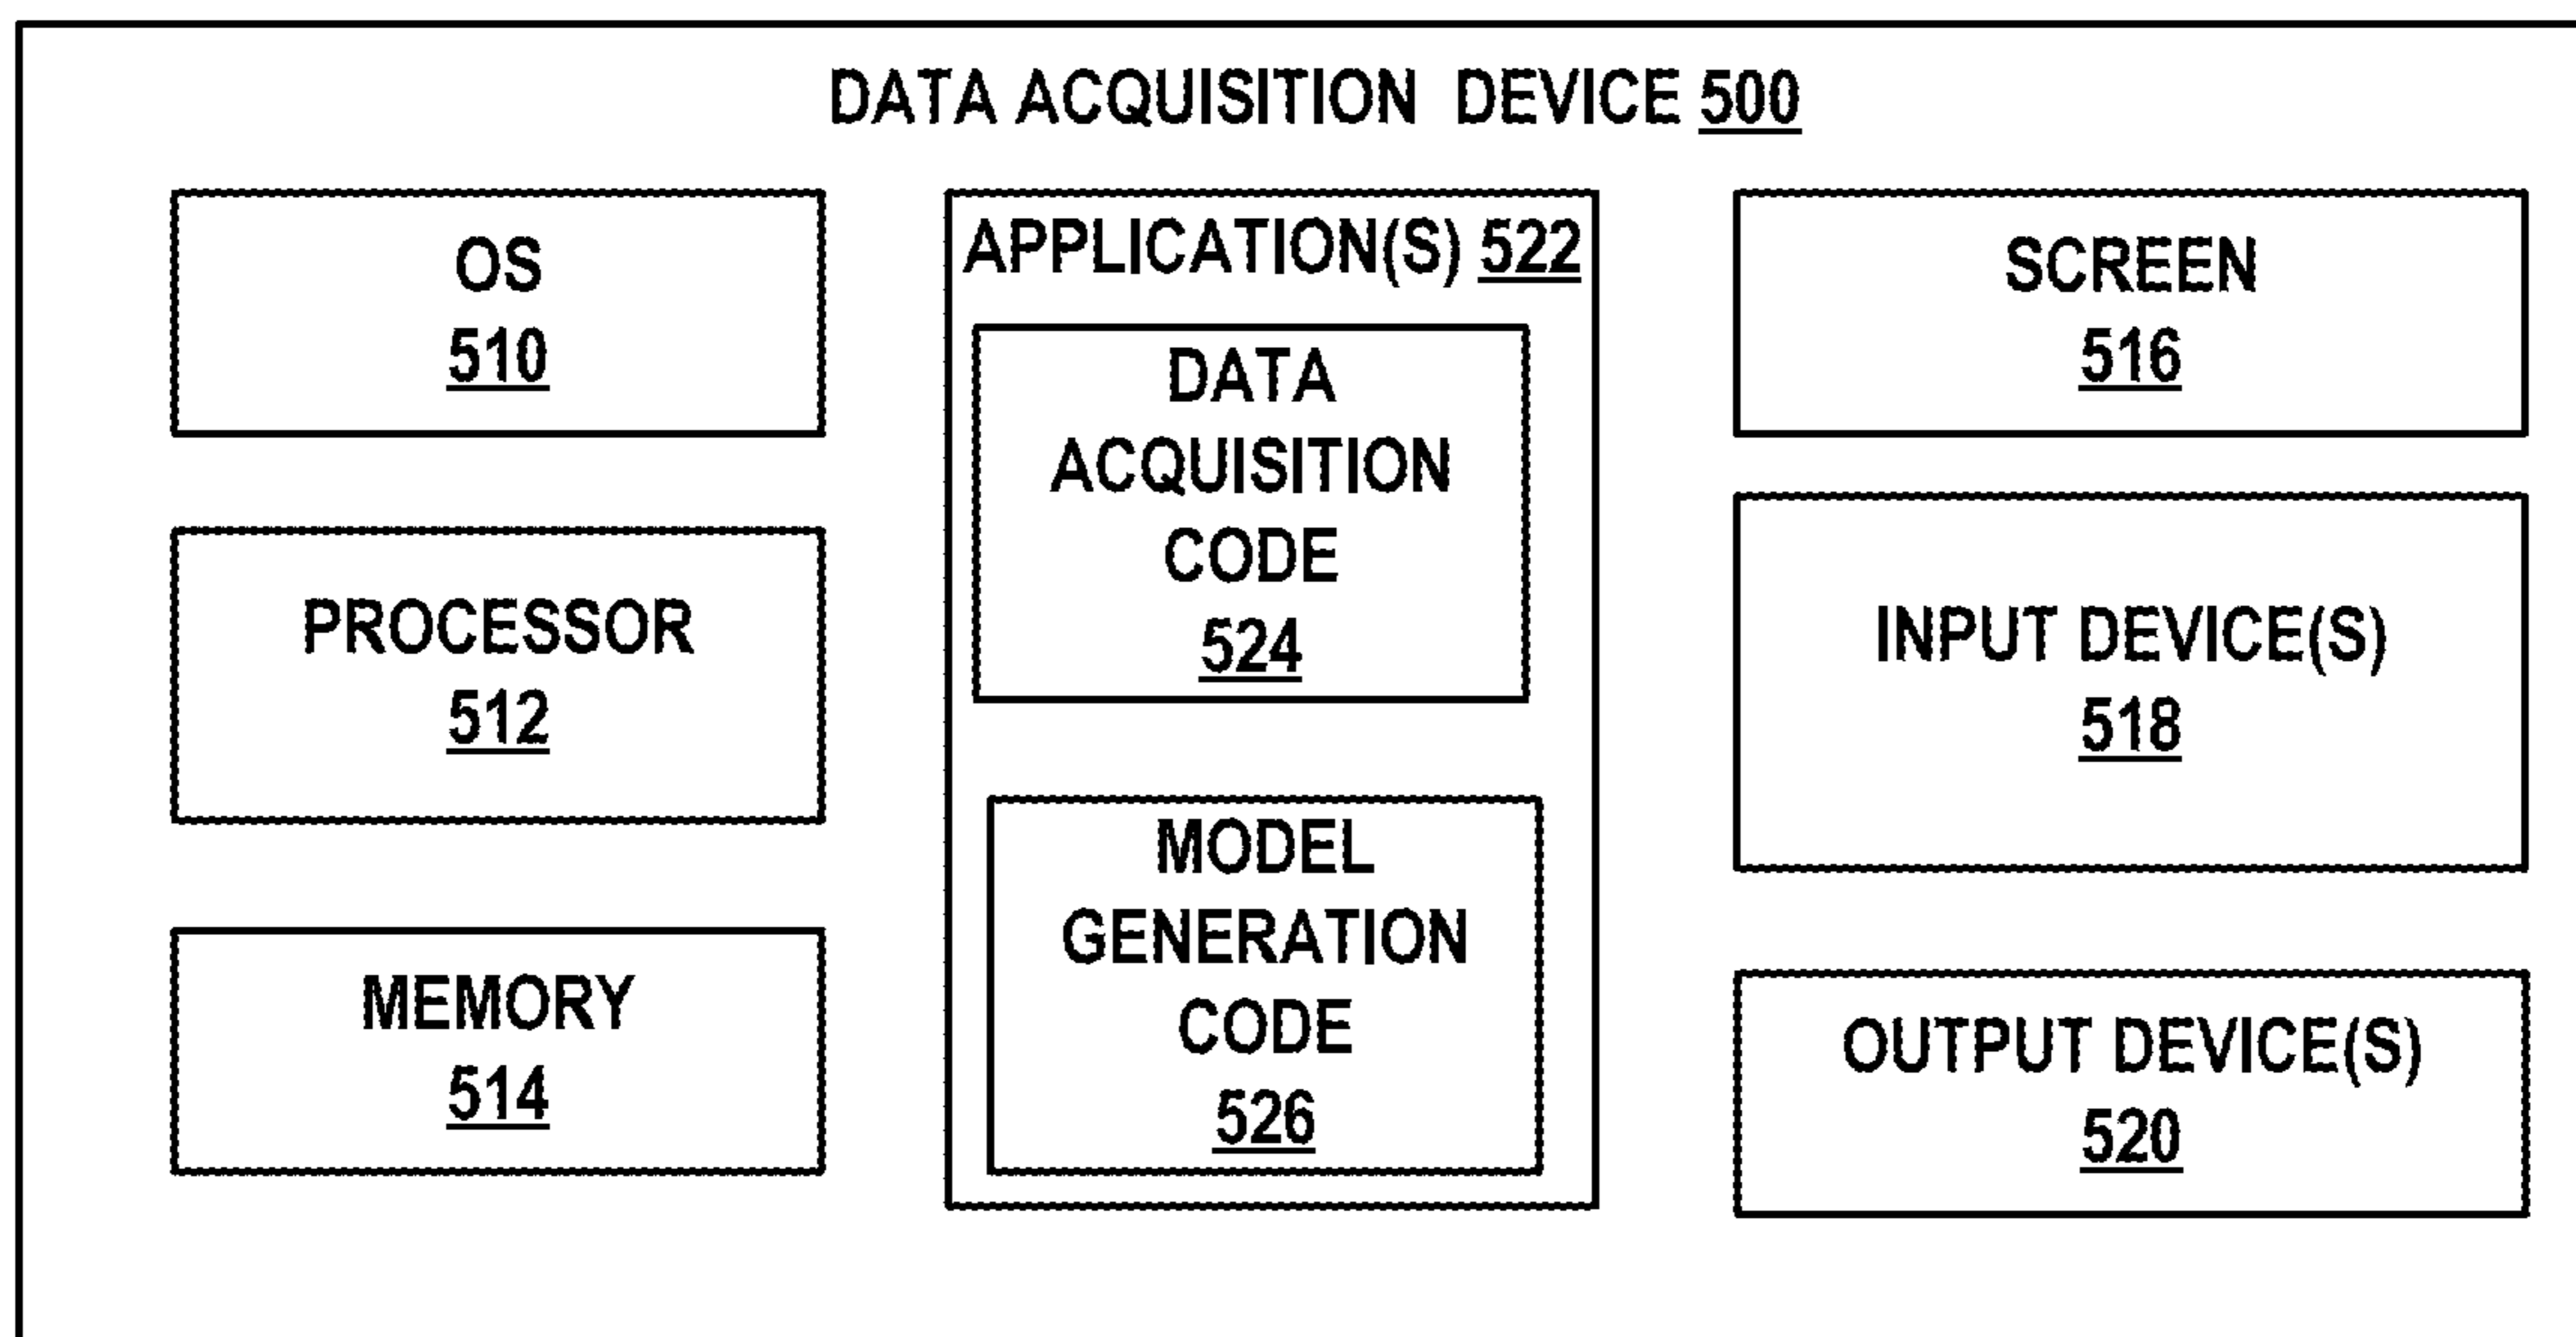 DATA ACQUISITION DEVICE 500
OS
510
PROCESSOR
512
MEMORY
514
APPLICATION(S) 522
DATA
ACQUISITION
CODE
524
MODEL
GENERATION
CODE
526
SCREEN
516
INPUT DEVICE(S)
518
OUTPUT DEVICE(S)
520